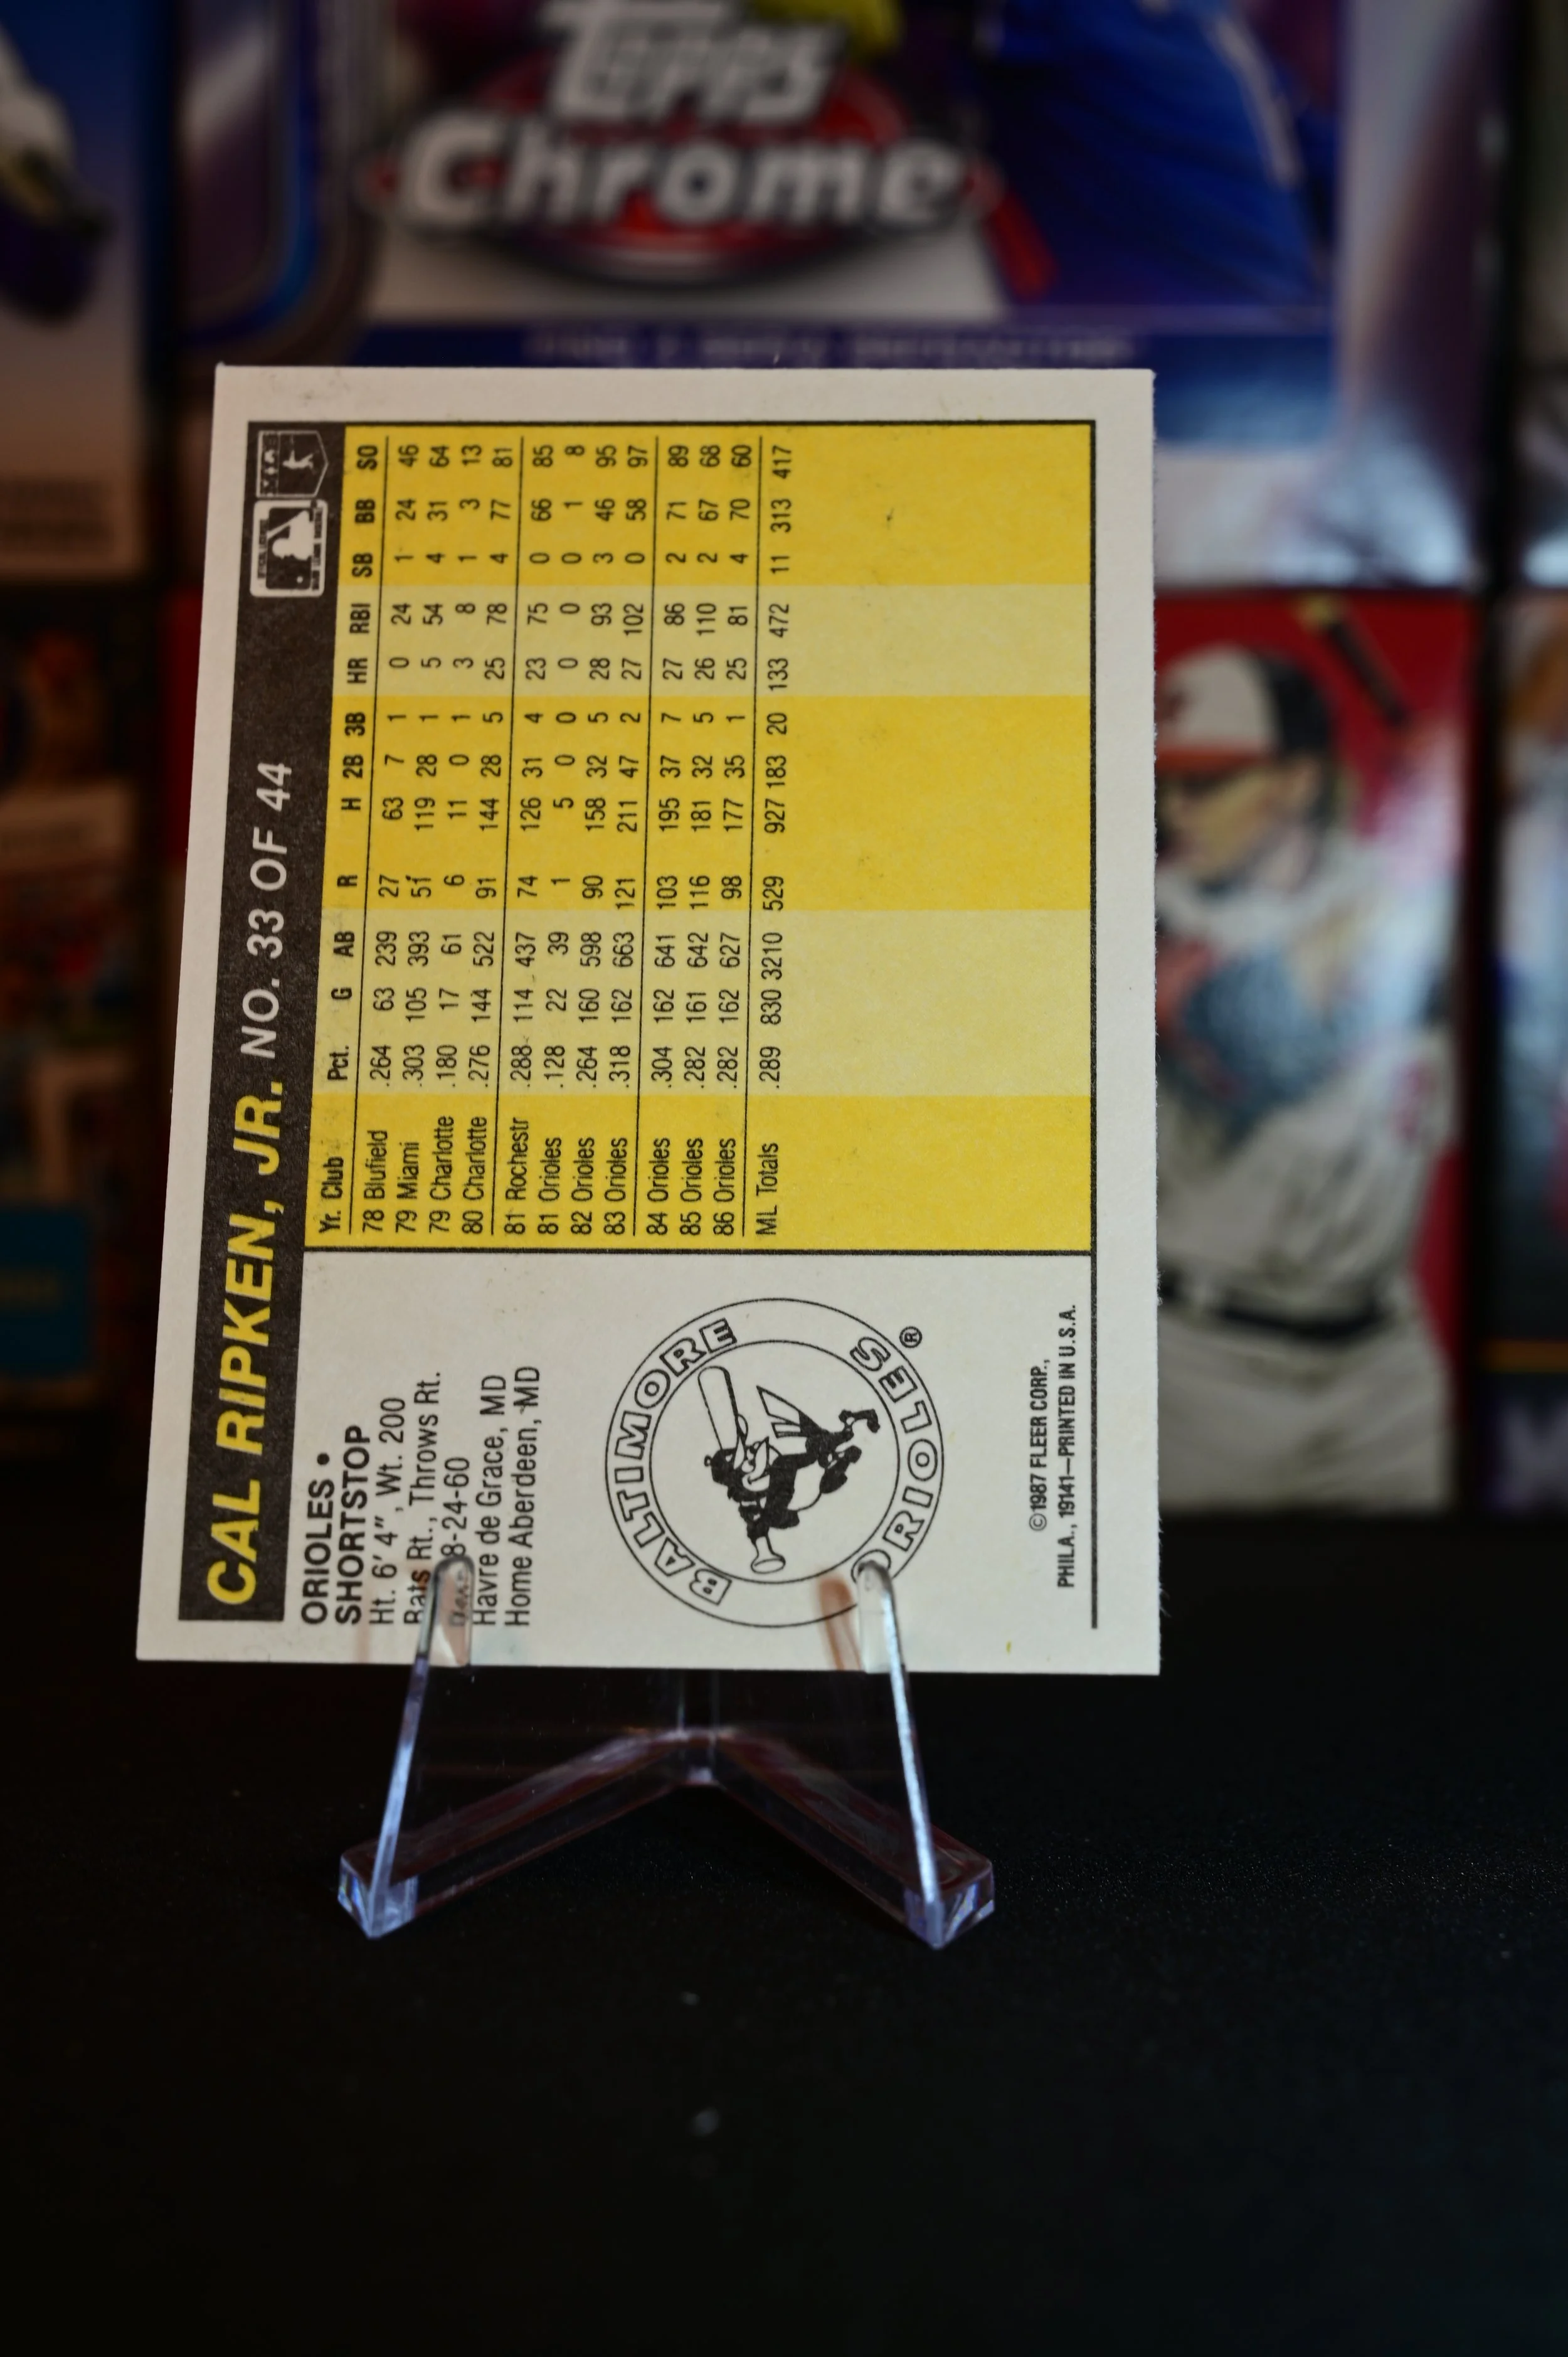 Topps
Chrome
CAL RIPKEN, JR. NO. 33 OF 44
ORIOLES •
SHORTSTOP
Ht. 6' 4", Wt. 200
Bats Rt., Throws Rt.
8-24-60
Havre de Grace, MD
Home Aberdeen, MD
BALTIMORE
ORIOLES ®
©1987 FLEER CORP.,
PHILA., 19141—PRINTED IN U.S.A.
Yr. Club Pct. G AB R H 2B 3B HR RBI SB BB SO
78 Blufield .264 63 239 27 63 7 1 0 24 1 24 46
79 Miami .303 105 393 51 119 28 1 5 54 4 31 64
79 Charlotte .180 17 61 6 11 0 1 3 8 1 3 13
80 Charlotte .276 144 522 91 144 28 5 25 78 4 77 81
81 Rochestr .288 114 437 74 126 31 4 23 75 0 66 85
81 Orioles .128 22 39 1 5 0 0 0 0 0 1 8
82 Orioles .264 160 598 90 158 32 5 28 93 3 46 95
83 Orioles .318 162 663 121 211 47 2 27 102 0 58 97
84 Orioles .304 162 641 103 195 37 7 27 86 2 71 89
85 Orioles .282 161 642 116 181 32 5 26 110 2 67 68
86 Orioles .282 162 627 98 177 35 1 25 81 4 70 60
ML Totals .289 830 3210 529 927 183 20 133 472 11 313 417